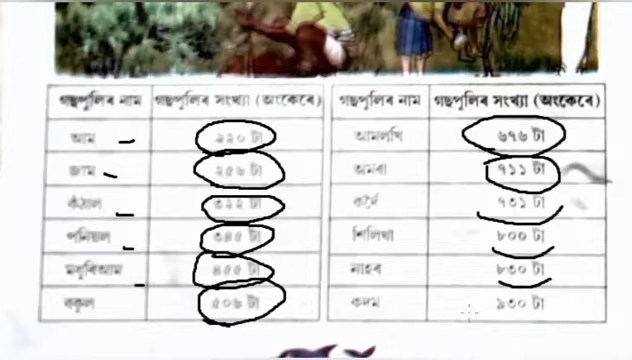 গছপুলিৰ নাম গছপুলিৰ সংখ্যা (অংকেৰে) গছপুলিৰ নাম গছপুলিৰ সংখ্যা (অংকেৰে)
আম ২২০ টা আমলখি ৬৭৬ টা
জাম ২৫৬ টা অমৰা ৭১১ টা
কঁঠাল ৩২২ টা কৰ্দৈ ৭৩১ টা
পনিয়ল ৩৪৫ টা শিলিখা ৮০০ টা
মধুৰিআম ৪৫৫ টা নাহৰ ৮৩০ টা
বকুল ৫০৬ টা কদম ৯৩০ টা